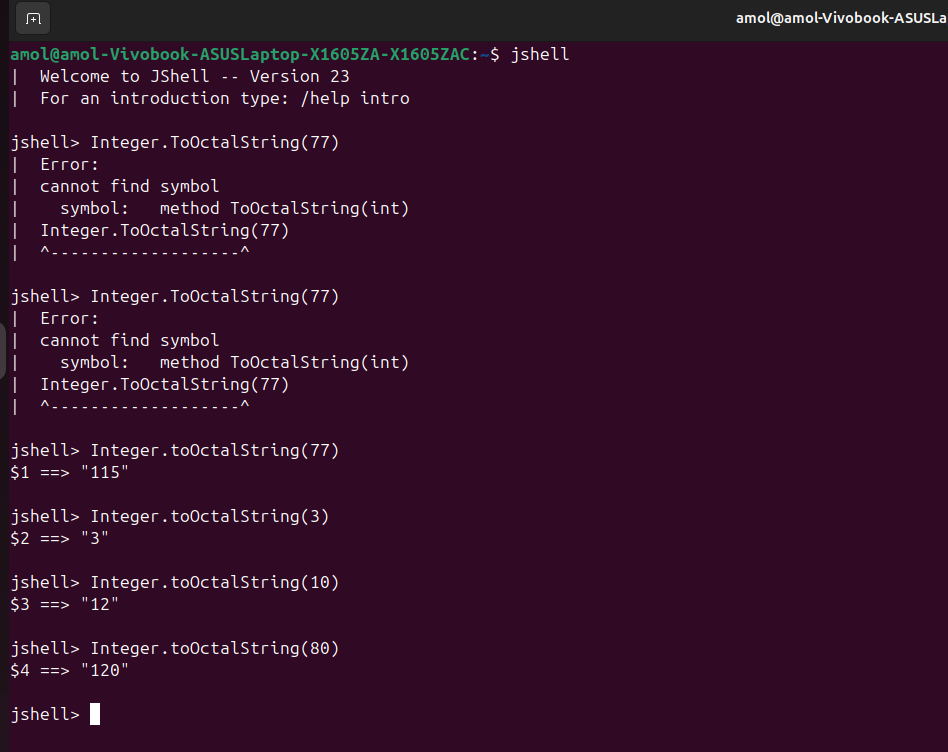 amol@amol-Vivobook-ASUSLa
amol@amol-Vivobook-ASUSLaptop-X1605ZA-X1605ZAC:~$ jshell
|  Welcome to JShell -- Version 23
|  For an introduction type: /help intro
jshell> Integer.ToOctalString(77)
|  Error:
|  cannot find symbol
|    symbol:   method ToOctalString(int)
|  Integer.ToOctalString(77)
|  ^-------------------^
jshell> Integer.ToOctalString(77)
|  Error:
|  cannot find symbol
|    symbol:   method ToOctalString(int)
|  Integer.ToOctalString(77)
|  ^-------------------^
jshell> Integer.toOctalString(77)
$1 ==> "115"
jshell> Integer.toOctalString(3)
$2 ==> "3"
jshell> Integer.toOctalString(10)
$3 ==> "12"
jshell> Integer.toOctalString(80)
$4 ==> "120"
jshell>